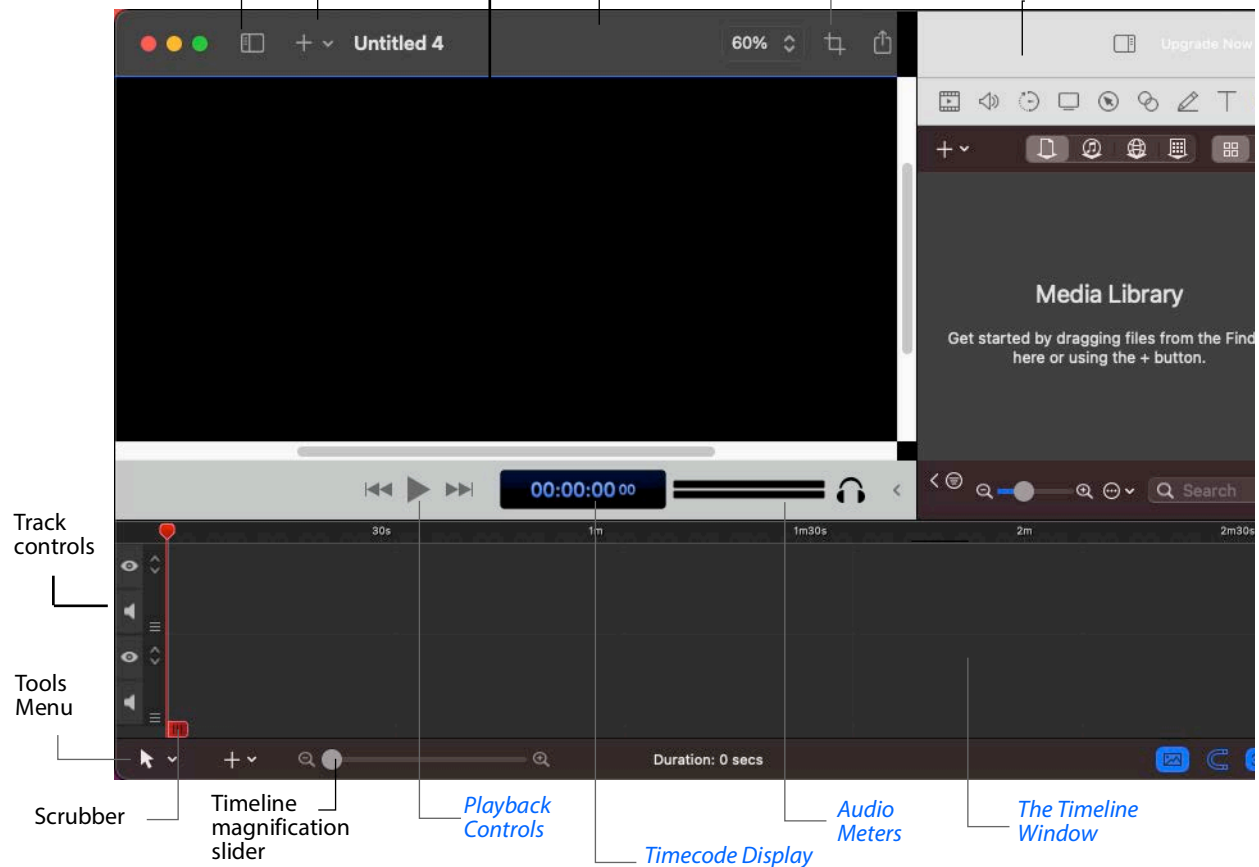 Untitled 4
60%
Upgrade Now
Media Library
Get started by dragging files from the Find
here or using the + button.
00:00:00 00
Search
Track
controls
30s
1m
1m30s
2m
2m30s
Tools
Menu
Duration: 0 secs
Scrubber
Timeline
magnification
slider
Playback
Controls
Timecode Display
Audio
Meters
The Timeline
Window